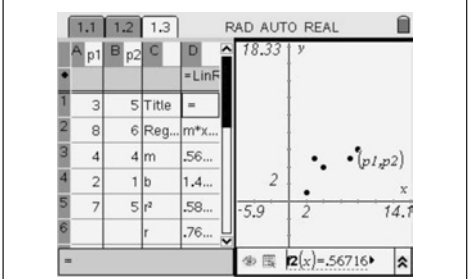 1.1 1.2 1.3 RAD AUTO REAL
A p1 B p2 C D
=LinR
1 3 5 Title =
2 8 6 Reg... m*x...
3 4 4 m .56...
4 2 1 b 1.4...
5 7 5 r² .58...
6 r .76...
=
18.33 y
(p1,p2)
2
x
-5.9 2 14.1
f2(x)=.56716